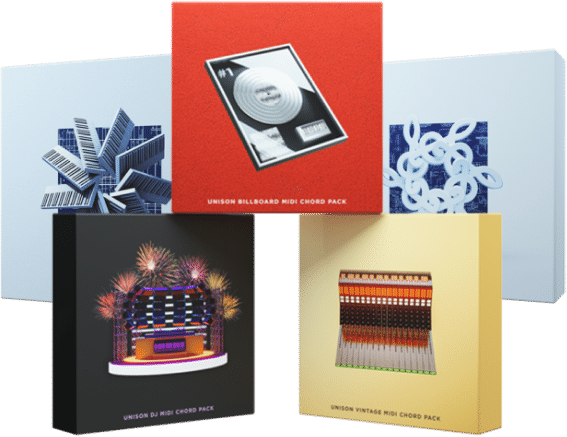 #1
UNISON BILLBOARD MIDI CHORD PACK
UNISON DJ MIDI CHORD PACK
UNISON VINTAGE MIDI CHORD PACK